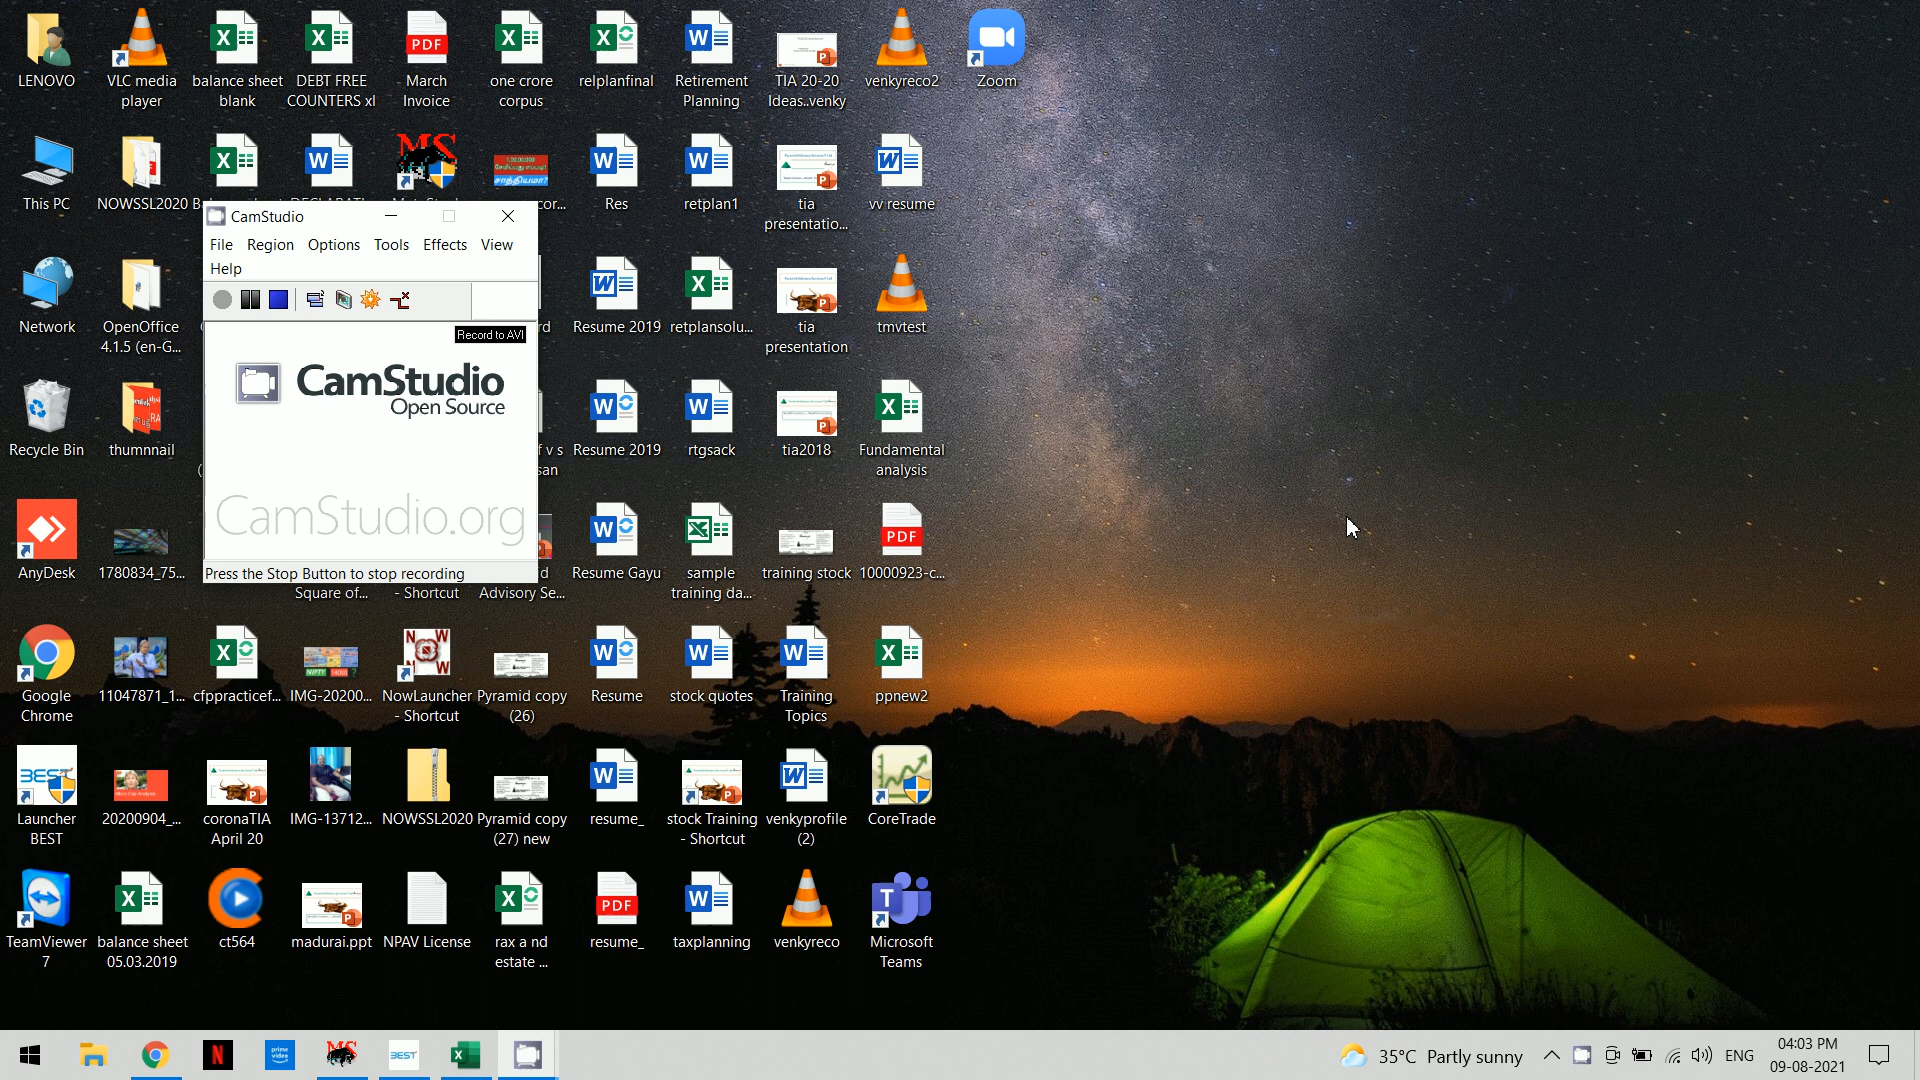 LENOVO
VLC media
player
balance sheet
blank
DEBT FREE
COUNTERS xl
March
Invoice
one crore
corpus
relplanfinal
Retirement
Planning
TIA 20-20
Ideas..venky
venkyreco2
Zoom
This PC
NOWSSL2020
Res
retplan1
tia
presentatio...
vv resume
CamStudio
File Region Options Tools Effects View
Help
Record to AVI
CamStudio
Open Source
CamStudio.org
Press the Stop Button to stop recording
Network
OpenOffice
4.1.5 (en-G...
Resume 2019
retplansolu...
tia
presentation
tmvtest
Recycle Bin
thumnnail
Resume 2019
rtgsack
tia2018
Fundamental
analysis
AnyDesk
1780834_75...
Square of...
- Shortcut
Advisory Se...
Resume Gayu
sample
training da...
training stock
10000923-c...
Google
Chrome
11047871_1...
cfppracticef...
IMG-20200...
NowLauncher
- Shortcut
Pyramid copy
(26)
Resume
stock quotes
Training
Topics
ppnew2
Launcher
BEST
20200904_...
coronaTIA
April 20
IMG-13712...
NOWSSL2020
Pyramid copy
(27) new
resume_
stock Training
- Shortcut
venkyprofile
(2)
CoreTrade
TeamViewer
7
balance sheet
05.03.2019
ct564
madurai.ppt
NPAV License
rax a nd
estate ...
resume_
taxplanning
venkyreco
Microsoft
Teams
35°C Partly sunny
ENG
04:03 PM
09-08-2021